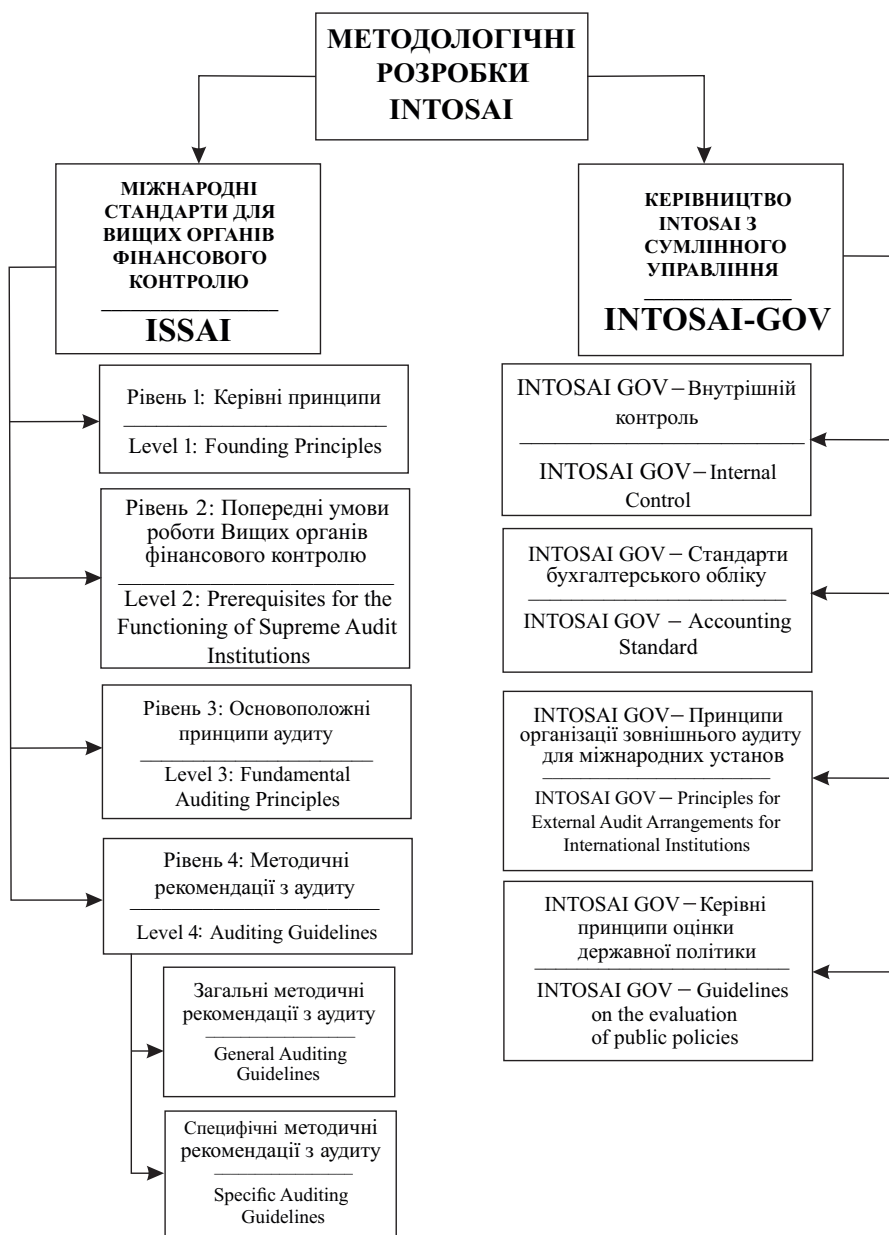 МЕТОДОЛОГІЧНІ
РОЗРОБКИ
INTOSAI
МІЖНАРОДНІ
СТАНДАРТИ ДЛЯ
ВИЩИХ ОРГАНІВ
ФІНАНСОВОГО
КОНТРОЛЮ
ISSAI
Рівень 1: Керівні принципи
Level 1: Founding Principles
Рівень 2: Попередні умови
роботи Вищих органів
фінансового контролю
Level 2: Prerequisites for the
Functioning of Supreme Audit
Institutions
Рівень 3: Основоположні
принципи аудиту
Level 3: Fundamental
Auditing Principles
Рівень 4: Методичні
рекомендації з аудиту
Level 4: Auditing Guidelines
Загальні методичні
рекомендації з аудиту
General Auditing
Guidelines
Специфічні методичні
рекомендації з аудиту
Specific Auditing
Guidelines
КЕРІВНИЦТВО
INTOSAI З
СУМЛІННОГО
УПРАВЛІННЯ
INTOSAI-GOV
INTOSAI GOV – Внутрішній
контроль
INTOSAI GOV – Internal
Control
INTOSAI GOV – Стандарти
бухгалтерського обліку
INTOSAI GOV – Accounting
Standard
INTOSAI GOV – Принципи
організації зовнішнього аудиту
для міжнародних установ
INTOSAI GOV – Principles for
External Audit Arrangements for
International Institutions
INTOSAI GOV – Керівні
принципи оцінки
державної політики
INTOSAI GOV – Guidelines
on the evaluation
of public policies